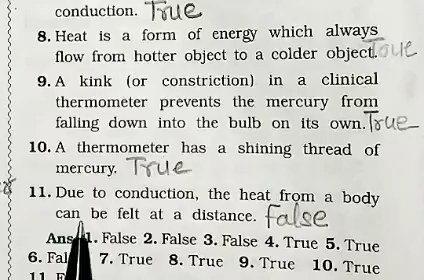 conduction. True
8. Heat is a form of energy which always
flow from hotter object to a colder object. True
9. A kink (or constriction) in a clinical
thermometer prevents the mercury from
falling down into the bulb on its own. True
10. A thermometer has a shining thread of
mercury. True
11. Due to conduction, the heat from a body
can be felt at a distance. False
Ans 1. False 2. False 3. False 4. True 5. True
6. Fal 7. True 8. True 9. True 10. True
11. F